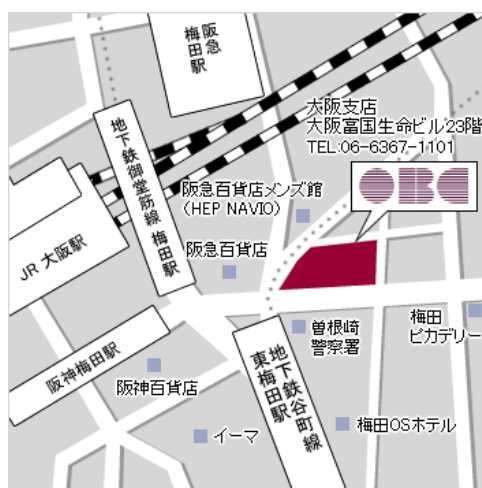 阪急
梅田駅
大阪支店
大阪富国生命ビル23階
TEL:06-6367-1101
OBC
地下鉄御堂筋線 梅田駅
阪急百貨店メンズ館
(HEP NAVIO)
JR 大阪駅
阪急百貨店
阪神梅田駅
曽根崎
警察署
梅田
ピカデリー
地下鉄谷町線
東梅田駅
阪神百貨店
イーマ
梅田OSホテル